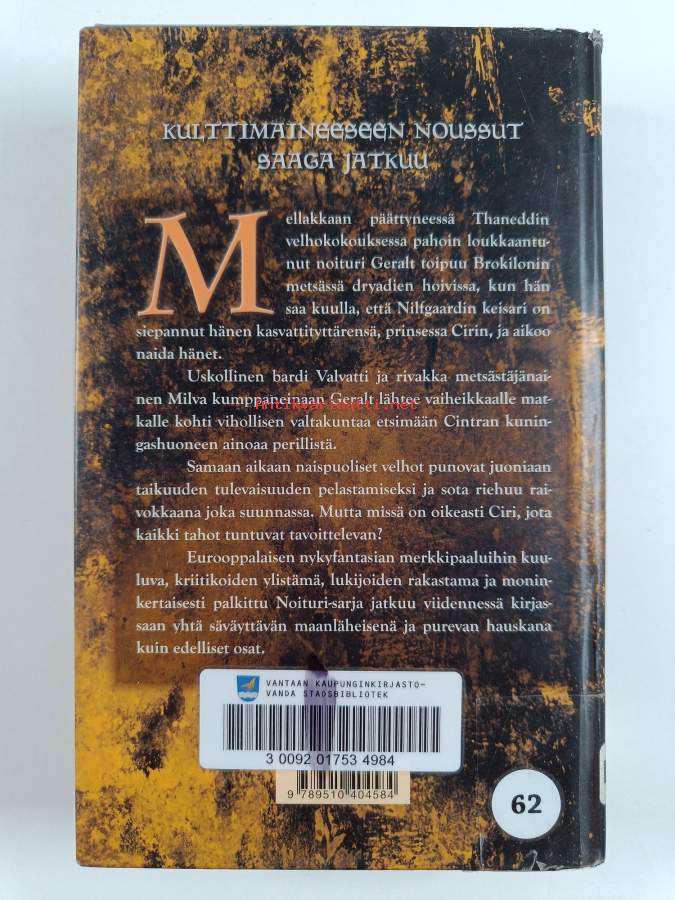 KULTTIMAINEESEEN NOUSSUT
SAAGA JATKUU
Mellakkaan päättyneessä Thaneddin
velhokokouksessa pahoin loukkaantu-
nut noituri Geralt toipuu Brokilonin
metsässä dryadien hoivissa, kun hän
saa kuulla, että Nilfgaardin keisari on
siepannut hänen kasvattityttärensä, prinsessa Cirin, ja aikoo
naida hänet.
Uskollinen bardi Valvatti ja rivakka metsästäjänai-
nen Milva kumppaneinaan Geralt lähtee vaiheikkaalle mat-
kalle kohti vihollisen valtakuntaa etsimään Cintran kunin-
gashuoneen ainoaa perillistä.
Samaan aikaan naispuoliset velhot punovat juoniaan
taikuuden tulevaisuuden pelastamiseksi ja sota riehuu rai-
vokkaana joka suunnassa. Mutta missä on oikeasti Ciri, jota
kaikki tahot tuntuvat tavoittelevan?
Eurooppalaisen nykyfantasian merkkipaaluihin kuu-
luva, kriitikoiden ylistämä, lukijoiden rakastama ja monin-
kertaisesti palkittu Noituri-sarja jatkuu viidennessä kirjas-
saan yhtä säväyttävän maanläheisenä ja purevan hauskana
kuin edelliset osat.
Antikvariaatti.net
VANTAAN KAUPUNGINKIRJASTO-
VANDA STADSBIBLIOTEK
3 0092 01753 4984
9 789510 404584
62